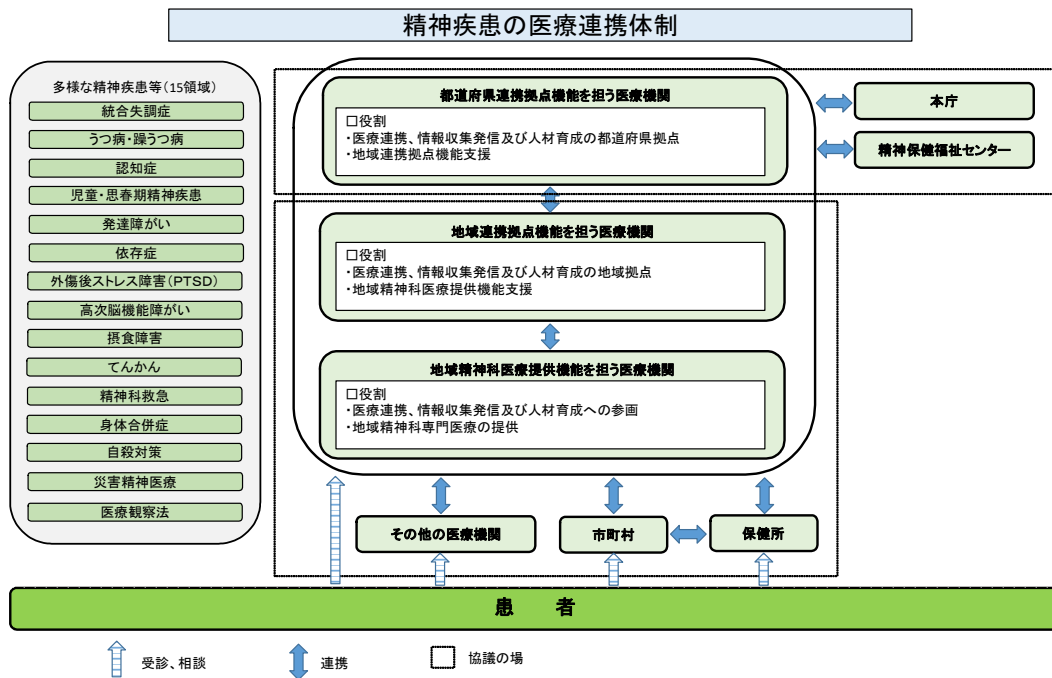 精神疾患の医療連携体制
多様な精神疾患等(15領域)
統合失調症
うつ病・躁うつ病
認知症
児童・思春期精神疾患
発達障がい
依存症
外傷後ストレス障害(PTSD)
高次脳機能障がい
摂食障害
てんかん
精神科救急
身体合併症
自殺対策
災害精神医療
医療観察法
都道府県連携拠点機能を担う医療機関
□役割
・医療連携、情報収集発信及び人材育成の都道府県拠点
・地域連携拠点機能支援
本庁
精神保健福祉センター
地域連携拠点機能を担う医療機関
□役割
・医療連携、情報収集発信及び人材育成の地域拠点
・地域精神科医療提供機能支援
地域精神科医療提供機能を担う医療機関
□役割
・医療連携、情報収集発信及び人材育成への参画
・地域精神科専門医療の提供
その他の医療機関
市町村
保健所
患 者
受診、相談
連携
協議の場